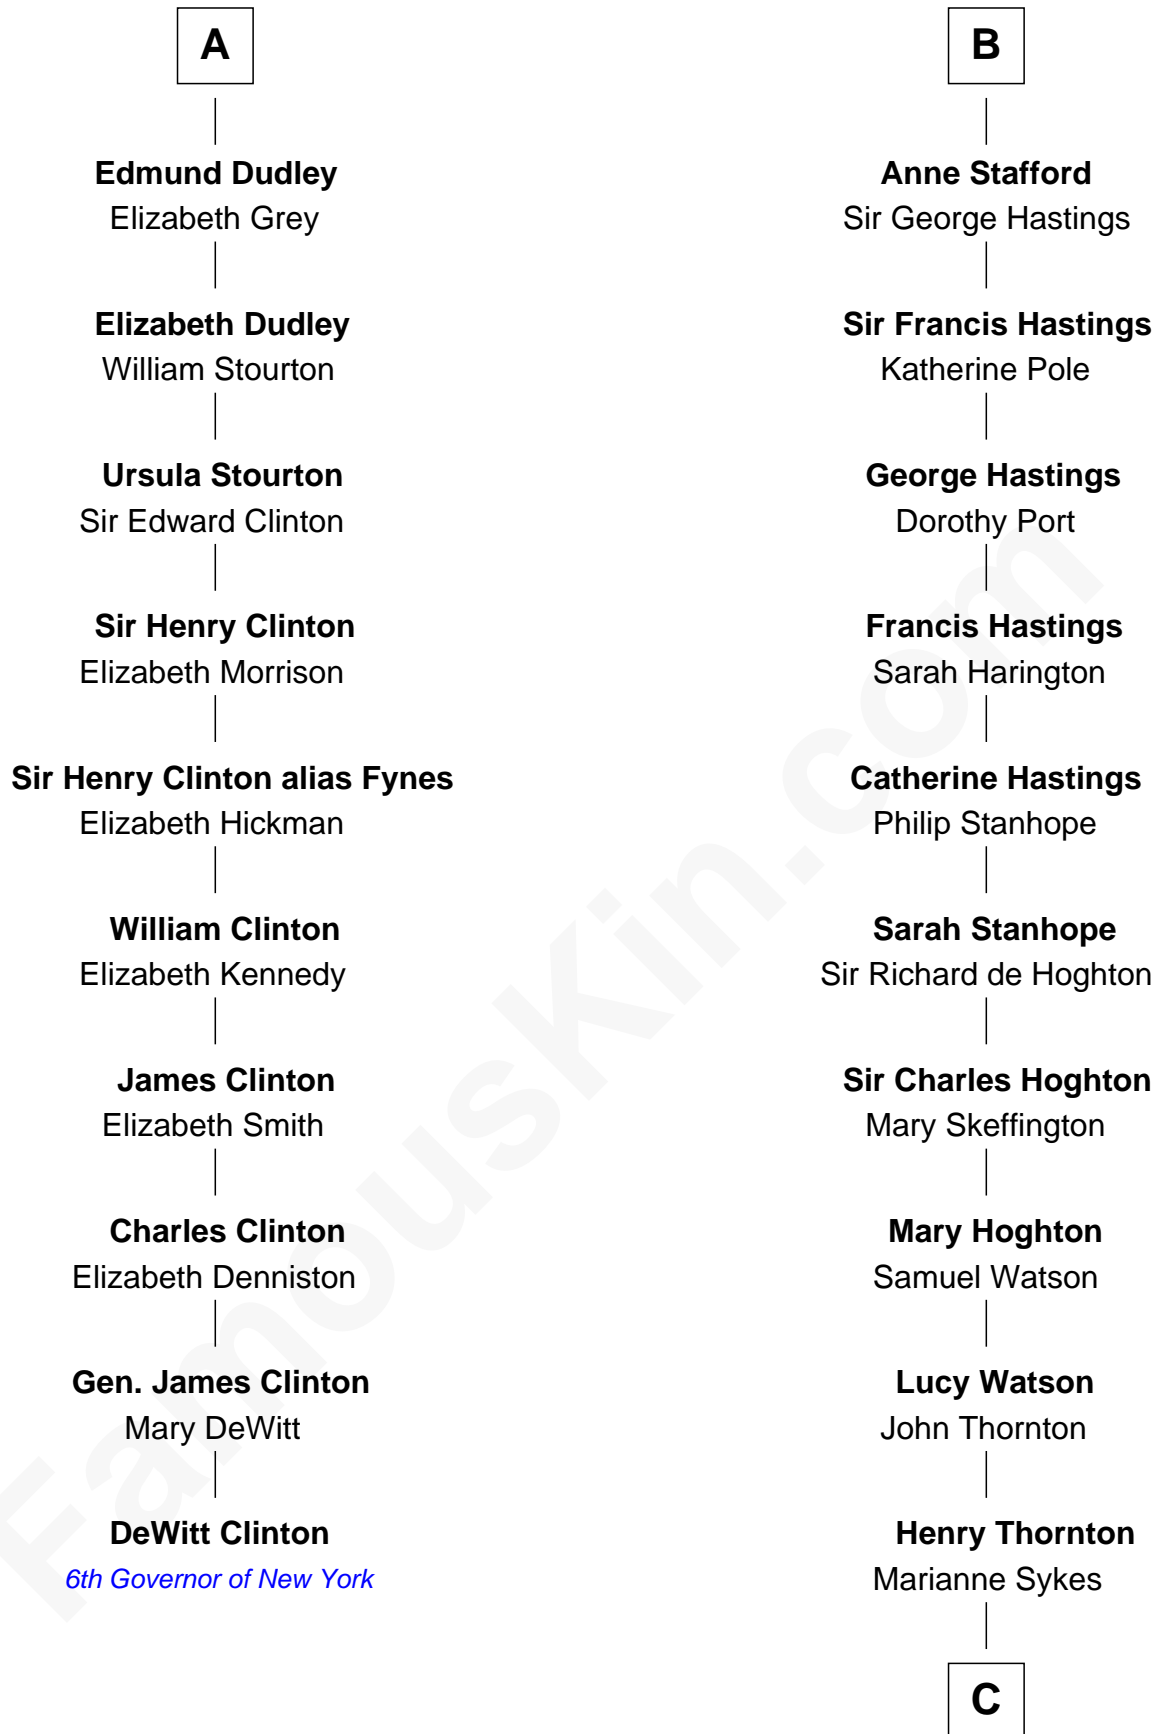 A
Edmund Dudley
Elizabeth Grey
Elizabeth Dudley
William Stourton
Ursula Stourton
Sir Edward Clinton
Sir Henry Clinton
Elizabeth Morrison
Sir Henry Clinton alias Fynes
Elizabeth Hickman
William Clinton
Elizabeth Kennedy
James Clinton
Elizabeth Smith
Charles Clinton
Elizabeth Denniston
Gen. James Clinton
Mary DeWitt
DeWitt Clinton
6th Governor of New York
B
Anne Stafford
Sir George Hastings
Sir Francis Hastings
Katherine Pole
George Hastings
Dorothy Port
Francis Hastings
Sarah Harington
Catherine Hastings
Philip Stanhope
Sarah Stanhope
Sir Richard de Hoghton
Sir Charles Hoghton
Mary Skeffington
Mary Hoghton
Samuel Watson
Lucy Watson
John Thornton
Henry Thornton
Marianne Sykes
C
FamousKin.com